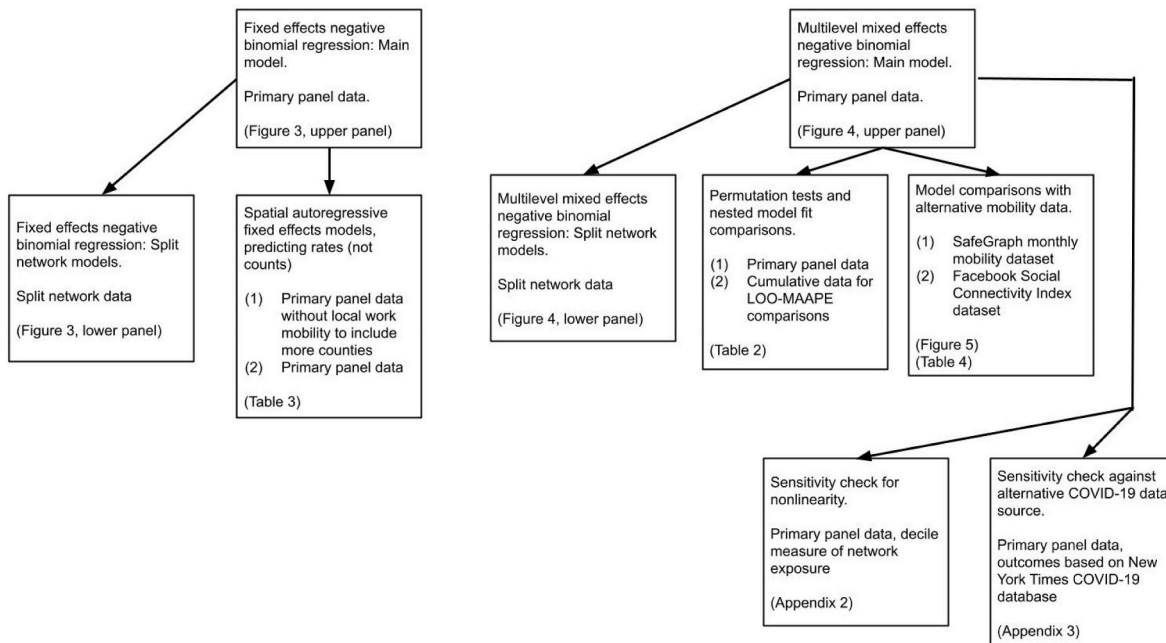 Fixed effects negative
binomial regression: Main
model.
Primary panel data.
(Figure 3, upper panel)
Multilevel mixed effects
negative binomial
regression: Main model.
Primary panel data.
(Figure 4, upper panel)
Fixed effects negative
binomial regression: Split
network models.
Split network data
(Figure 3, lower panel)
Spatial autoregressive
fixed effects models,
predicting rates (not
counts)
(1) Primary panel data
without local work
mobility to include
more counties
(2) Primary panel data
(Table 3)
Multilevel mixed effects
negative binomial
regression: Split network
models.
Split network data
(Figure 4, lower panel)
Permutation tests and
nested model fit
comparisons.
(1) Primary panel data
(2) Cumulative data for
LOO-MAAPE
comparisons
(Table 2)
Model comparisons with
alternative mobility data.
(1) SafeGraph monthly
mobility dataset
(2) Facebook Social
Connectivity Index
dataset
(Figure 5)
(Table 4)
Sensitivity check for
nonlinearity.
Primary panel data, decile
measure of network
exposure
(Appendix 2)
Sensitivity check against
alternative COVID-19 data
source.
Primary panel data,
outcomes based on New
York Times COVID-19
database
(Appendix 3)